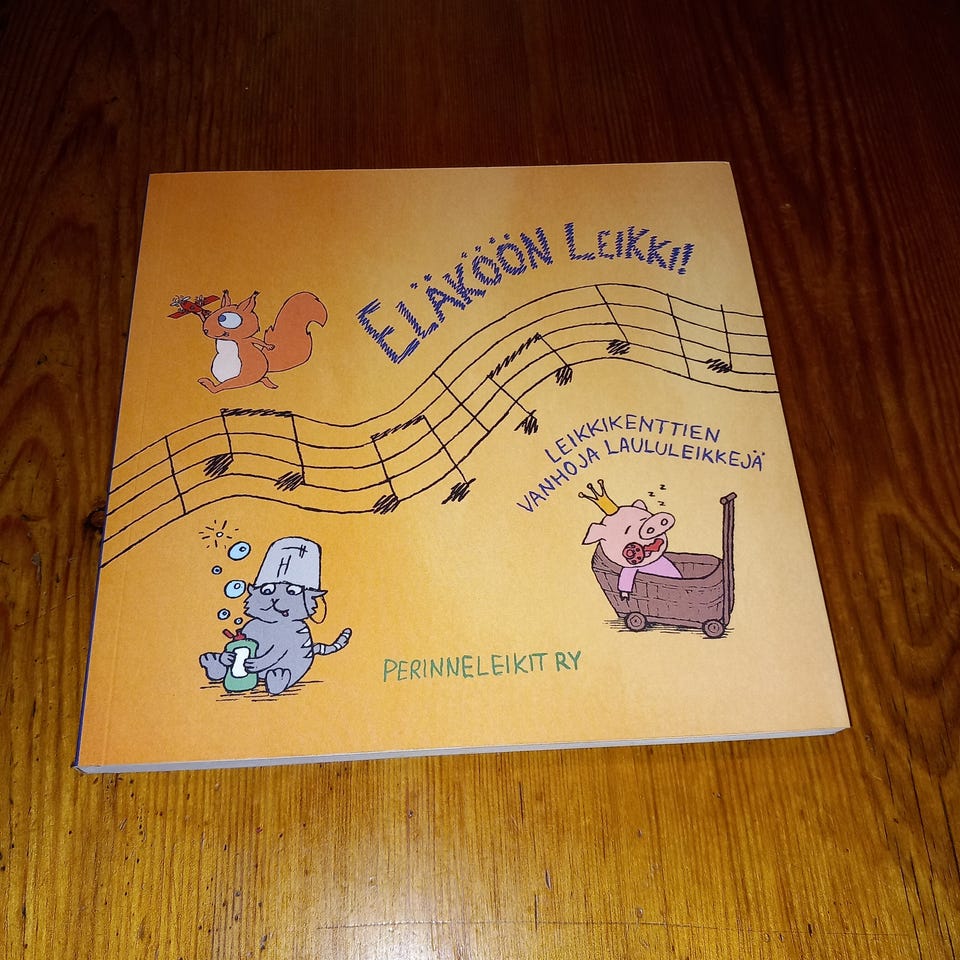 ELÄKÖÖN LEIKKI!
LEIKKIKENTTIEN
VANHOJA LAULULEIKKEJÄ
z z z
H
PERINNELEIKIT RY